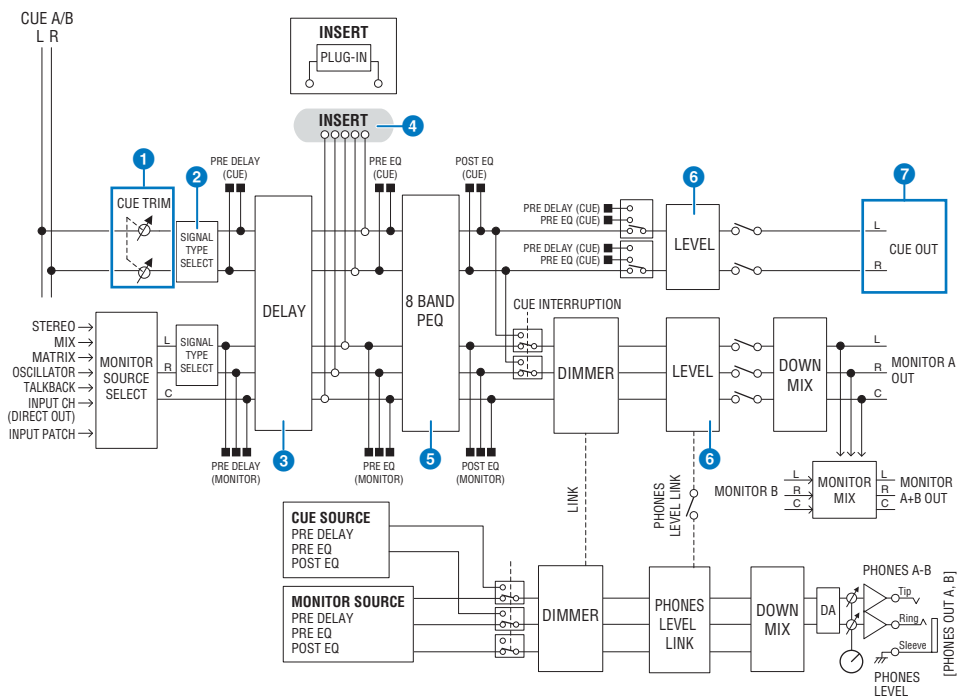 CUE A/B
L R
INSERT
PLUG-IN
INSERT
4
1
CUE TRIM
2
SIGNAL
TYPE
SELECT
PRE DELAY
(CUE)
PRE EQ
(CUE)
POST EQ
(CUE)
DELAY
3
8 BAND
PEQ
5
PRE DELAY (CUE)
PRE EQ (CUE)
PRE DELAY (CUE)
PRE EQ (CUE)
6
LEVEL
7
L
CUE OUT
R
STEREO
MIX
MATRIX
OSCILLATOR
TALKBACK
INPUT CH
(DIRECT OUT)
INPUT PATCH
MONITOR
SOURCE
SELECT
L
R
C
SIGNAL
TYPE
SELECT
PRE DELAY
(MONITOR)
PRE EQ
(MONITOR)
POST EQ
(MONITOR)
CUE INTERRUPTION
DIMMER
LEVEL
6
DOWN
MIX
L
R
C
MONITOR A
OUT
MONITOR B
L
R
C
MONITOR
MIX
L
R
C
MONITOR
A+B OUT
LINK
PHONES
LEVEL LINK
CUE SOURCE
PRE DELAY
PRE EQ
POST EQ
MONITOR SOURCE
PRE DELAY
PRE EQ
POST EQ
DIMMER
PHONES
LEVEL
LINK
DOWN
MIX
DA
PHONES A-B
Tip
Ring
Sleeve
PHONES
LEVEL
[PHONES OUT A, B]